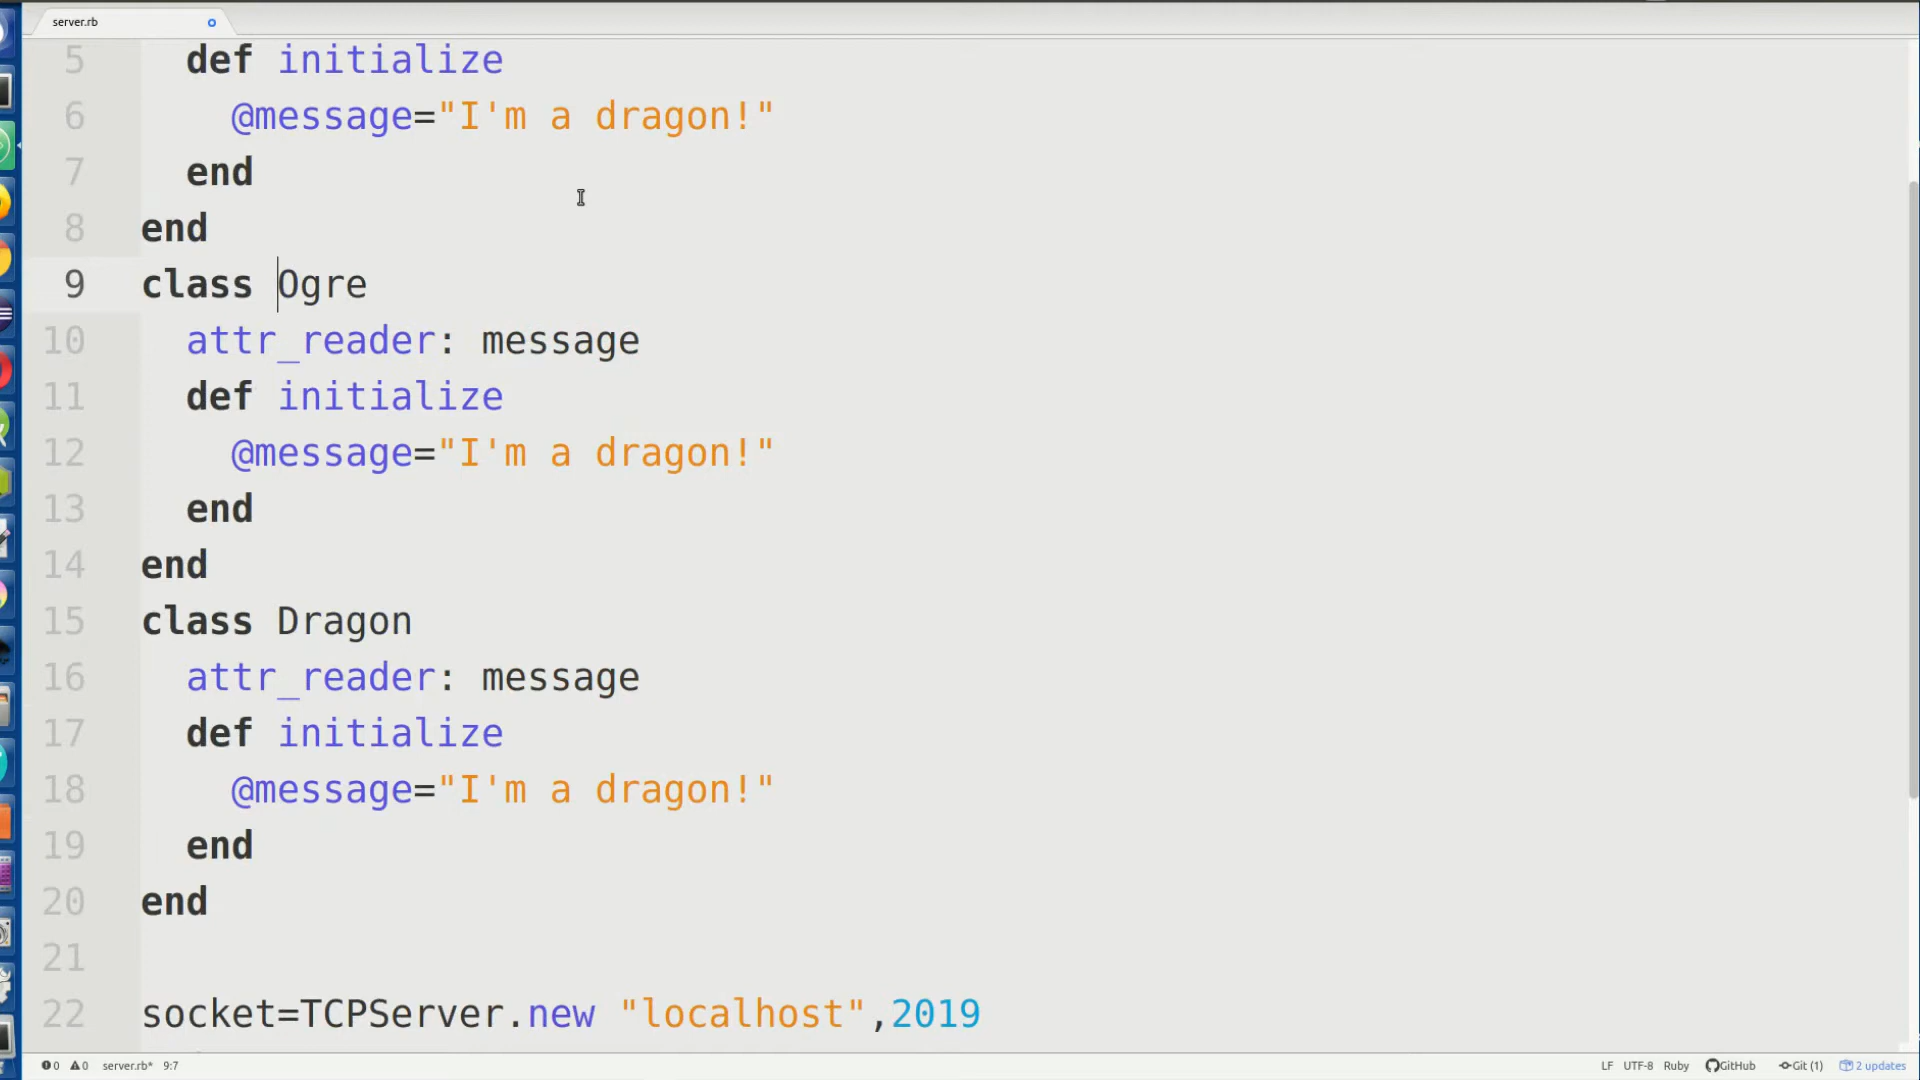 server.rb
5 def initialize
6 @message="I'm a dragon!"
7 end
8 end
9 class Ogre
10 attr_reader: message
11 def initialize
12 @message="I'm a dragon!"
13 end
14 end
15 class Dragon
16 attr_reader: message
17 def initialize
18 @message="I'm a dragon!"
19 end
20 end
21
22 socket=TCPServer.new "localhost",2019
0 0 server.rb* 9:7 LF UTF-8 Ruby GitHub Git (1) 2 updates